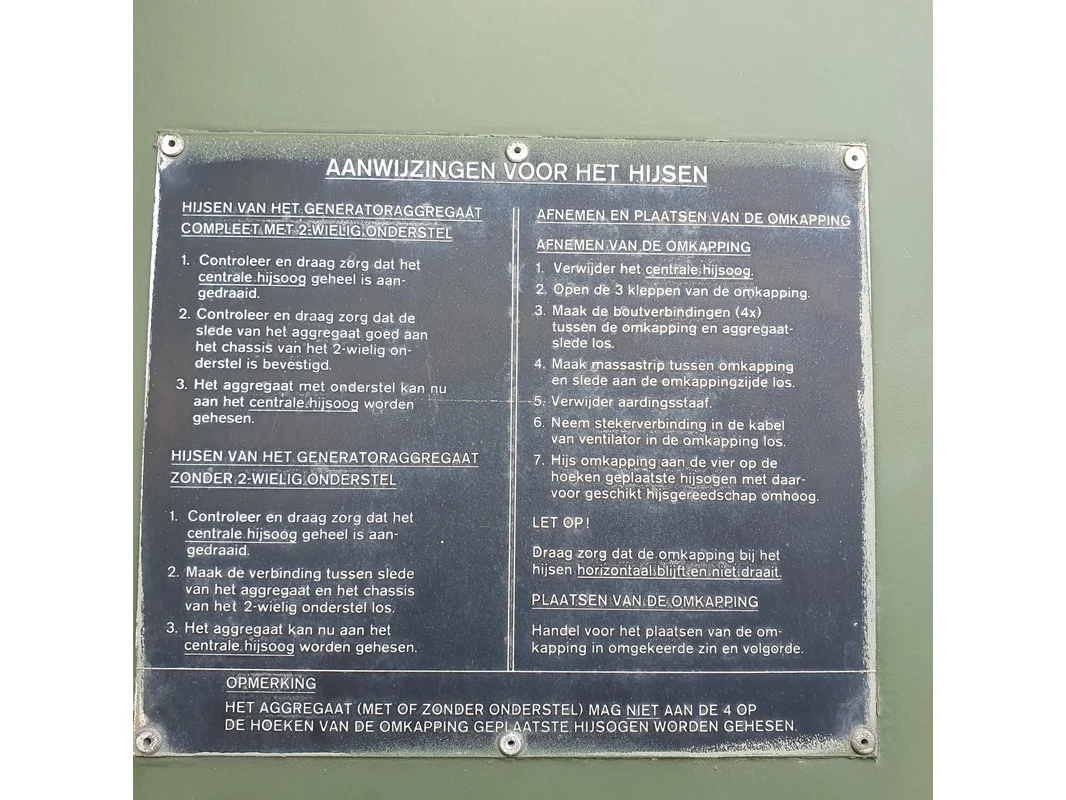 AANWIJZINGEN VOOR HET HIJSEN
HIJSEN VAN HET GENERATORAGGREGAAT
COMPLEET MET 2-WIELIG ONDERSTEL
1. Controleer en draag zorg dat het
centrale hijsoog geheel is aan-
gedraaid.
2. Controleer en draag zorg dat de
slede van het aggregaat goed aan
het chassis van het 2-wielig on-
derstel is bevestigd.
3. Het aggregaat met onderstel kan nu
aan het centrale hijsoog worden
gehesen.
HIJSEN VAN HET GENERATORAGGREGAAT
ZONDER 2-WIELIG ONDERSTEL
1. Controleer en draag zorg dat het
centrale hijsoog geheel is aan-
gedraaid.
2. Maak de verbinding tussen slede
van het aggregaat en het chassis
van het 2-wielig onderstel los.
3. Het aggregaat kan nu aan het
centrale hijsoog worden gehesen.
AFNEMEN EN PLAATSEN VAN DE OMKAPPING
AFNEMEN VAN DE OMKAPPING
1. Verwijder het centrale hijsoog.
2. Open de 3 kleppen van de omkapping.
3. Maak de boutverbindingen (4x)
tussen de omkapping en aggregaat-
slede los.
4. Maak massastrip tussen omkapping
en slede aan de omkappingzijde los.
5. Verwijder aardingsstaaf.
6. Neem stekerverbinding in de kabel
van ventilator in de omkapping los.
7. Hijs omkapping aan de vier op de
hoeken geplaatste hijsogen met daar-
voor geschikt hijsgereedschap omhoog.
LET OP!
Draag zorg dat de omkapping bij het
hijsen horizontaal blijft en niet draait.
PLAATSEN VAN DE OMKAPPING
Handel voor het plaatsen van de om-
kapping in omgekeerde zin en volgorde.
OPMERKING
HET AGGREGAAT (MET OF ZONDER ONDERSTEL) MAG NIET AAN DE 4 OP
DE HOEKEN VAN DE OMKAPPING GEPLAATSTE HIJSOGEN WORDEN GEHESEN.